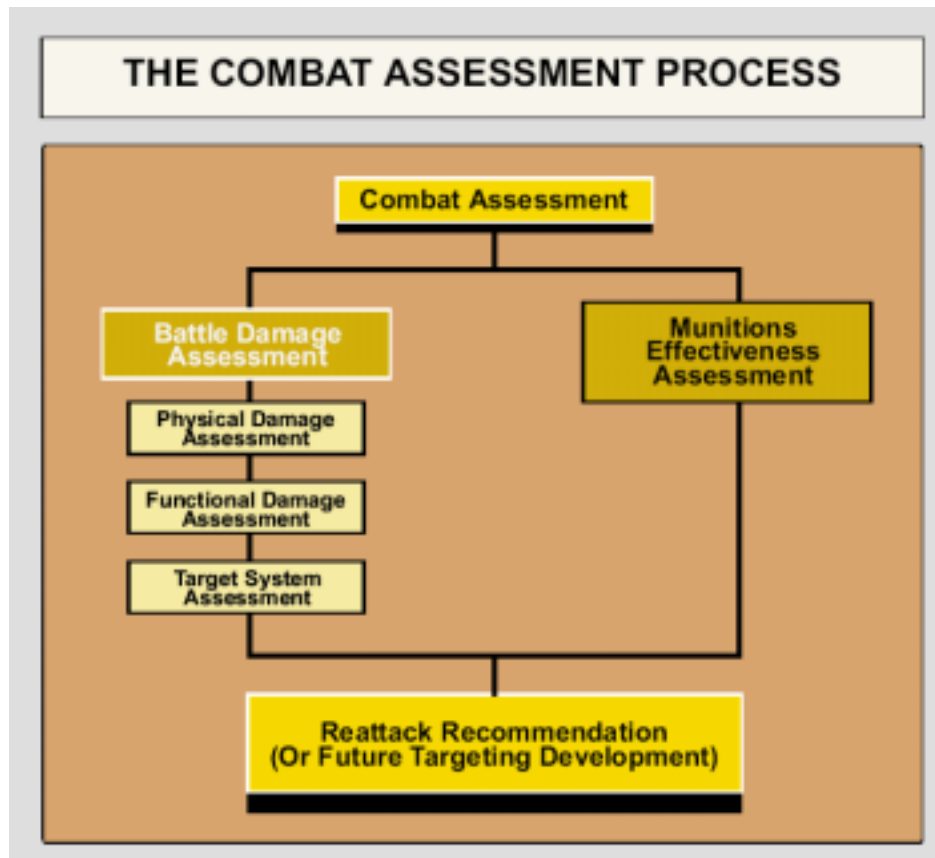 THE COMBAT ASSESSMENT PROCESS
Combat Assessment
Battle Damage
Assessment
Munitions
Effectiveness
Assessment
Physical Damage
Assessment
Functional Damage
Assessment
Target System
Assessment
Reattack Recommendation
(Or Future Targeting Development)